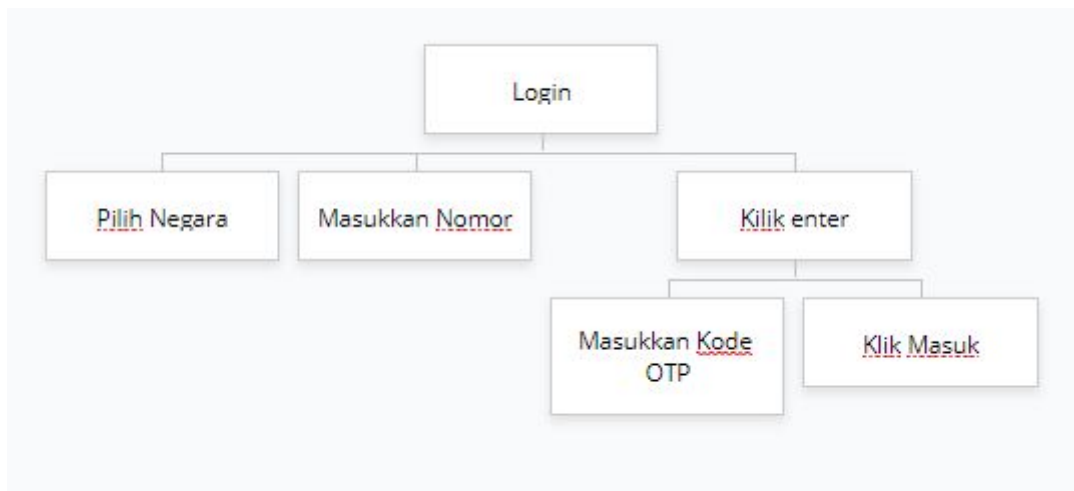 Login
Pilih Negara
Masukkan Nomor
Kilik enter
Masukkan Kode
OTP
Klik Masuk